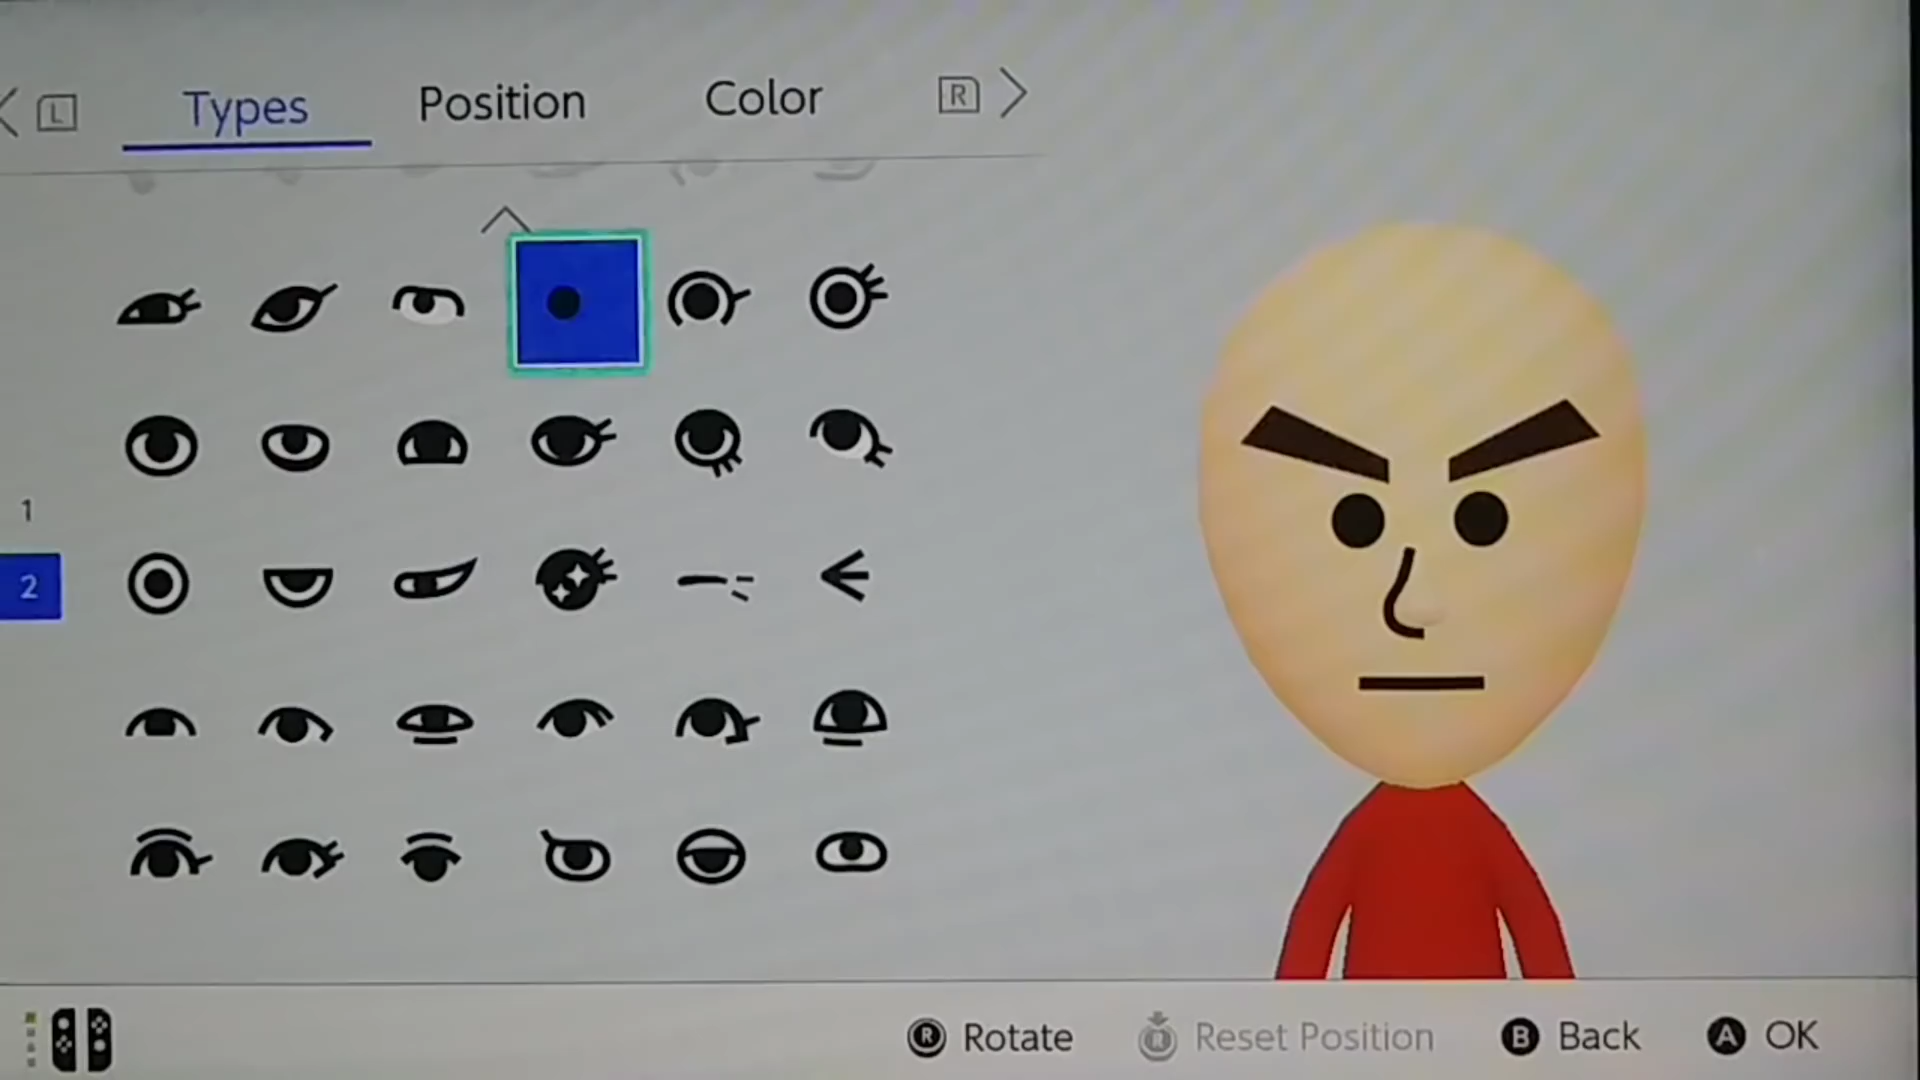 L Types Position Color R
1
2
R Rotate R Reset Position B Back A OK